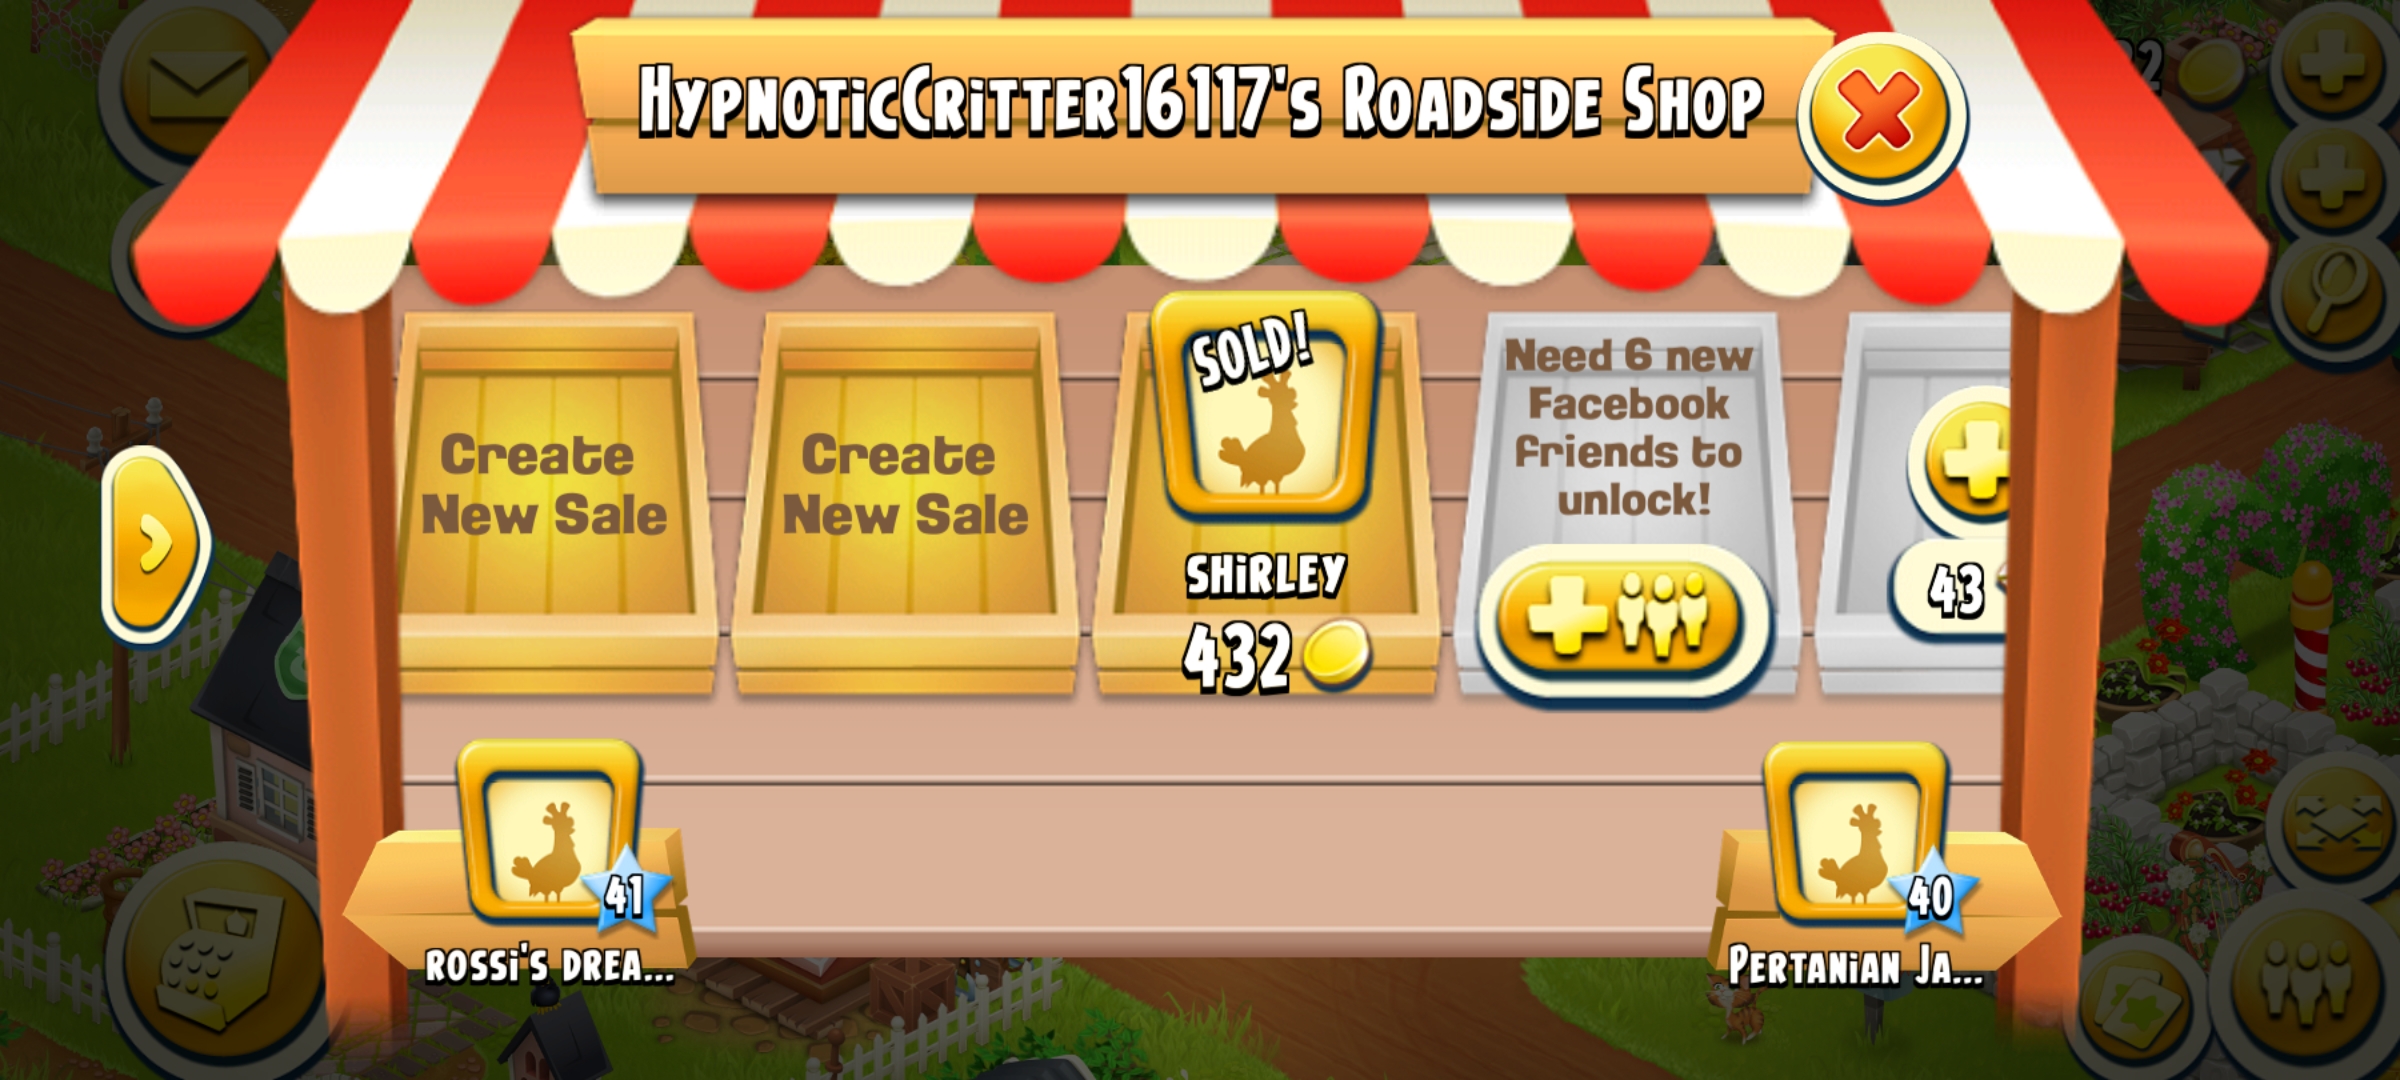 HypnoticCritter16117's Roadside Shop
SOLD!
Create
New Sale
Create
New Sale
SHiRLEY
432
Need 6 new
Facebook
friends to
unlock!
43
41
ROSSi'S DREA...
40
PERTANiAN JA...